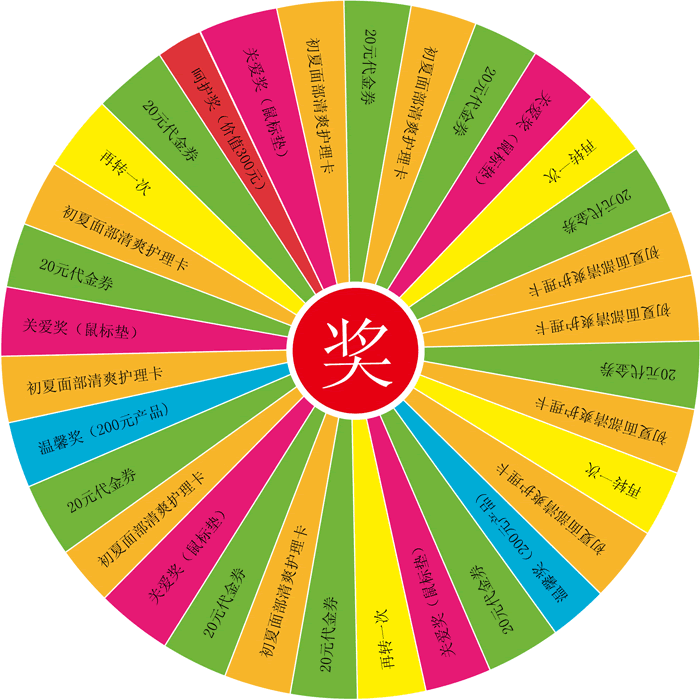 20元代金券
初夏面部清爽护理卡
20元代金券
关爱奖（鼠标垫）
再转一次
20元代金券
初夏面部清爽护理卡
初夏面部清爽护理卡
20元代金券
初夏面部清爽护理卡
再转一次
初夏面部清爽护理卡
温馨奖（200元产品）
20元代金券
关爱奖（鼠标垫）
再转一次
20元代金券
初夏面部清爽护理卡
20元代金券
关爱奖（鼠标垫）
初夏面部清爽护理卡
20元代金券
温馨奖（200元产品）
初夏面部清爽护理卡
关爱奖（鼠标垫）
20元代金券
初夏面部清爽护理卡
再转一次
20元代金券
呵护奖（价值300元）
关爱奖（鼠标垫）
初夏面部清爽护理卡
奖